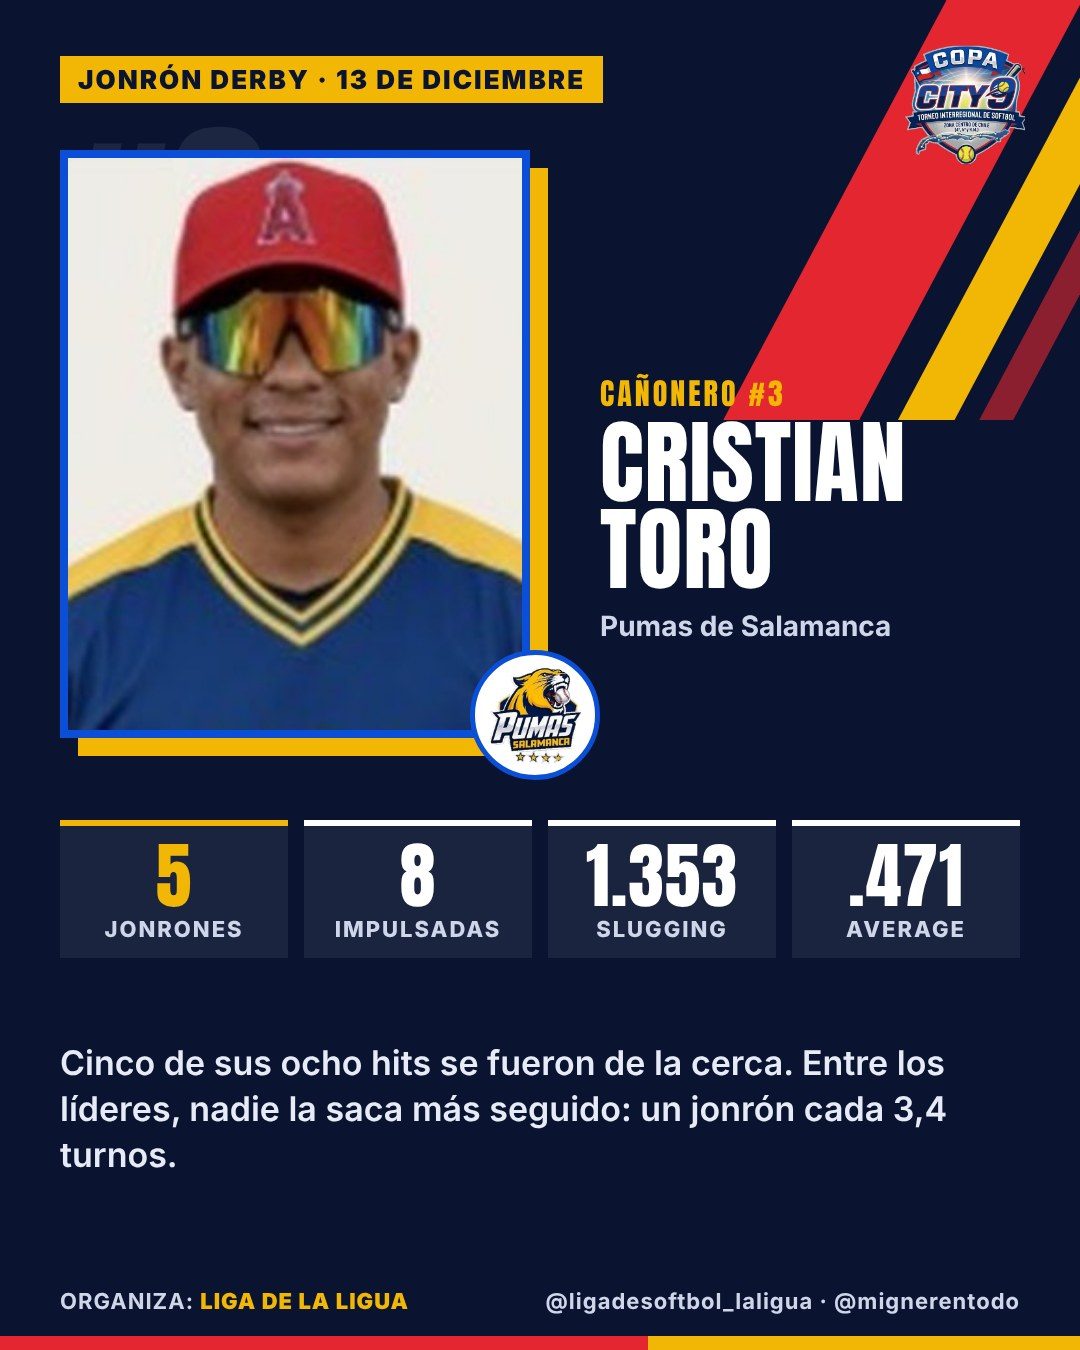 JONRÓN DERBY · 13 DE DICIEMBRE
COPA
CITY 9
TORNEO INTERREGIONAL DE SOFTBOL
A
CAÑONERO #3
CRISTIAN
TORO
Pumas de Salamanca
PUMAS
SALAMANCA
5
JONRONES
8
IMPULSADAS
1.353
SLUGGING
.471
AVERAGE
Cinco de sus ocho hits se fueron de la cerca. Entre los
líderes, nadie la saca más seguido: un jonrón cada 3,4
turnos.
ORGANIZA: LIGA DE LA LIGUA
@ligadesoftbol_laligua · @mignerentodo